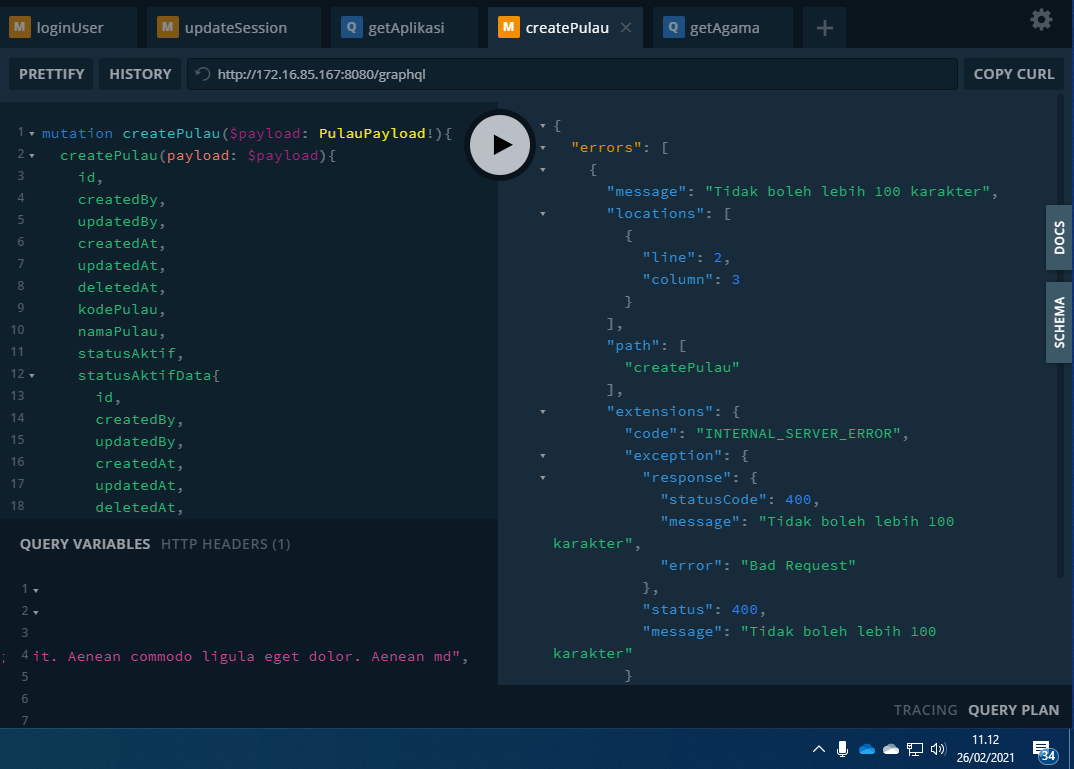 M loginUser
M updateSession
Q getAplikasi
M createPulau
Q getAgama
PRETTIFY
HISTORY
http://172.16.85.167:8080/graphql
COPY CURL
1 mutation createPulau($payload: PulauPayload!){
2 createPulau(payload: $payload){
3 id,
4 createdBy,
5 updatedBy,
6 createdAt,
7 updatedAt,
8 deletedAt,
9 kodePulau,
10 namaPulau,
11 statusAktif,
12 statusAktifData{
13 id,
14 createdBy,
15 updatedBy,
16 createdAt,
17 updatedAt,
18 deletedAt,
QUERY VARIABLES HTTP HEADERS (1)
1
2
3
4 it. Aenean commodo ligula eget dolor. Aenean md",
5
6
7
{
"errors": [
{
"message": "Tidak boleh lebih 100 karakter",
"locations": [
{
"line": 2,
"column": 3
}
],
"path": [
"createPulau"
],
"extensions": {
"code": "INTERNAL_SERVER_ERROR",
"exception": {
"response": {
"statusCode": 400,
"message": "Tidak boleh lebih 100
karakter",
"error": "Bad Request"
},
"status": 400,
"message": "Tidak boleh lebih 100
karakter"
}
DOCS
SCHEMA
TRACING QUERY PLAN
11.12
26/02/2021
34